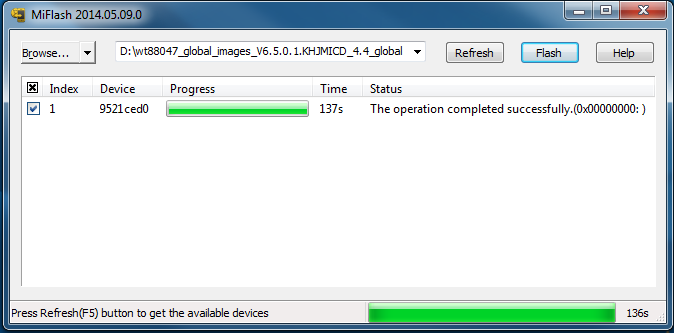 MiFlash 2014.05.09.0
Browse... D:\wt88047_global_images_V6.5.0.1.KHJMICD_4.4_global Refresh Flash Help
Index Device Progress Time Status
1 9521ced0 137s The operation completed successfully.(0x00000000: )
Press Refresh(F5) button to get the available devices 136s